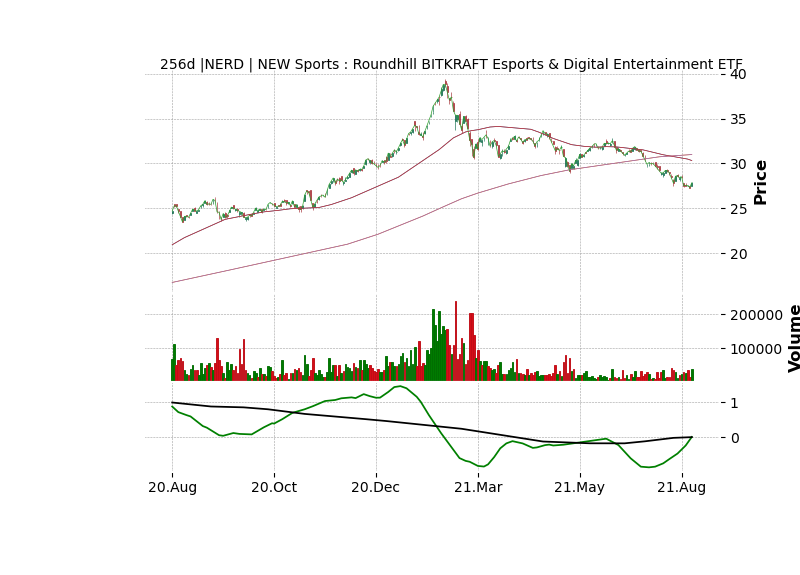 256d |NERD | NEW Sports : Roundhill BITKRAFT Esports & Digital Entertainment ETF
40
35
30
25
20
Price
200000
100000
Volume
1
0
20.Aug 20.Oct 20.Dec 21.Mar 21.May 21.Aug